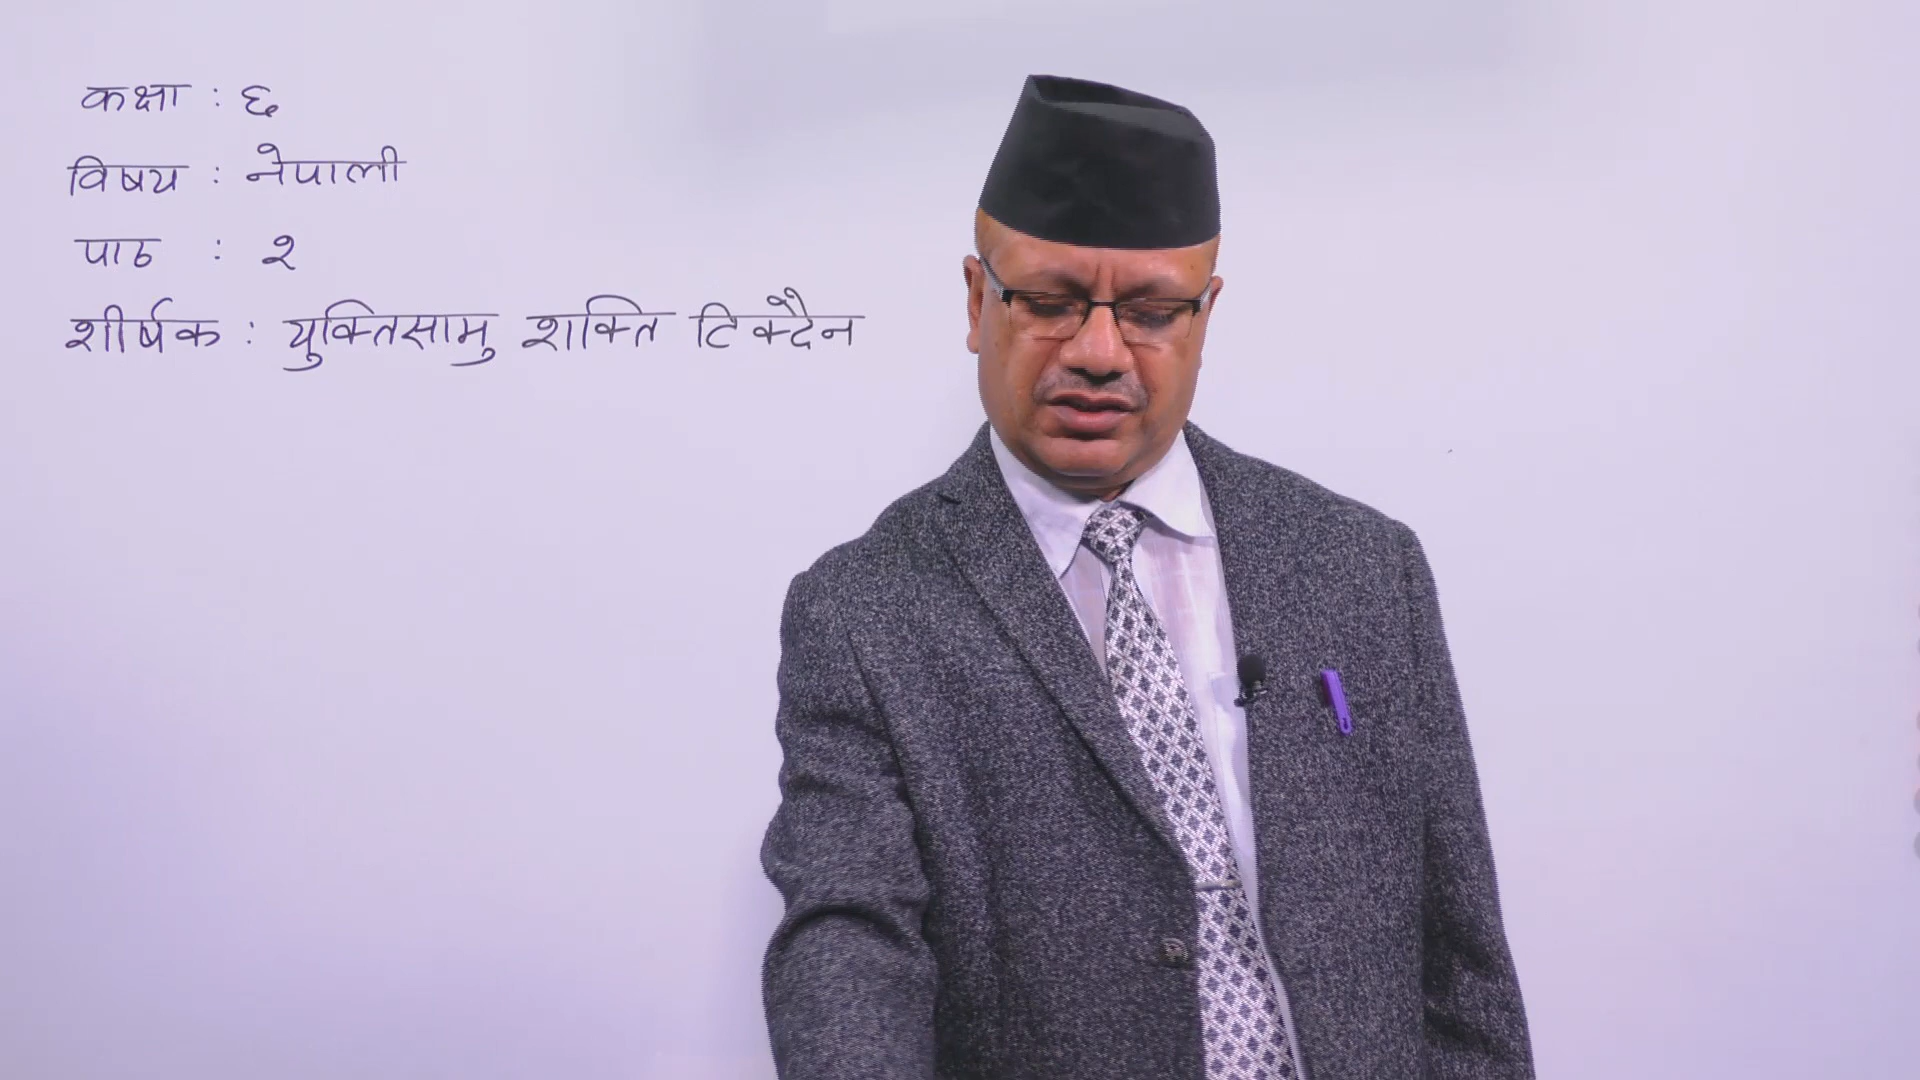 कक्षा : ६
विषय : नेपाली
पाठ : २
शीर्षक : युक्तिसामु शक्ति टिक्दैन